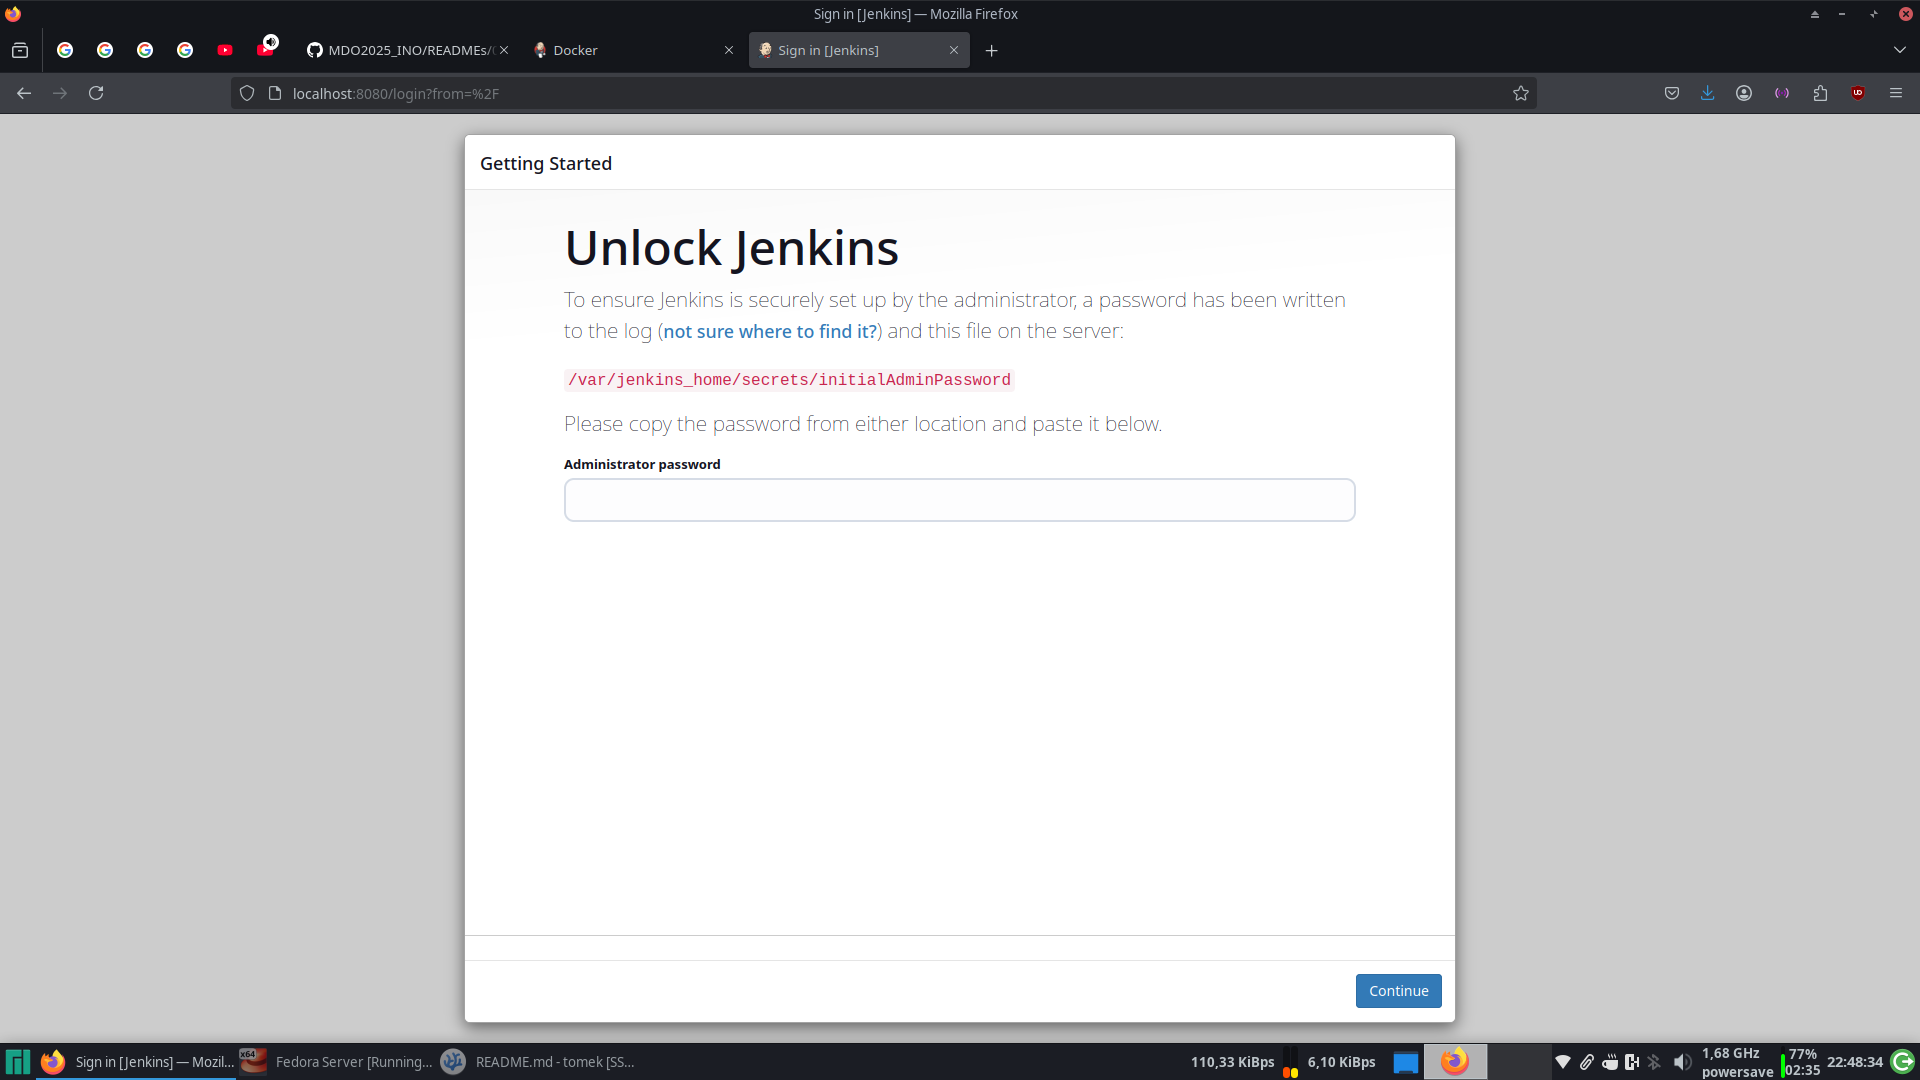 Sign in [Jenkins] — Mozilla Firefox
MDO2025_INO/READMEs/
Docker
Sign in [Jenkins]
localhost:8080/login?from=%2F
Getting Started
Unlock Jenkins
To ensure Jenkins is securely set up by the administrator, a password has been written
to the log (not sure where to find it?) and this file on the server:
/var/jenkins_home/secrets/initialAdminPassword
Please copy the password from either location and paste it below.
Administrator password
Continue
Sign in [Jenkins] — Mozil...
x64
Fedora Server [Running...
README.md - tomek [SS...
110,33 KiBps
6,10 KiBps
1,68 GHz
powersave
77%
02:35
22:48:34